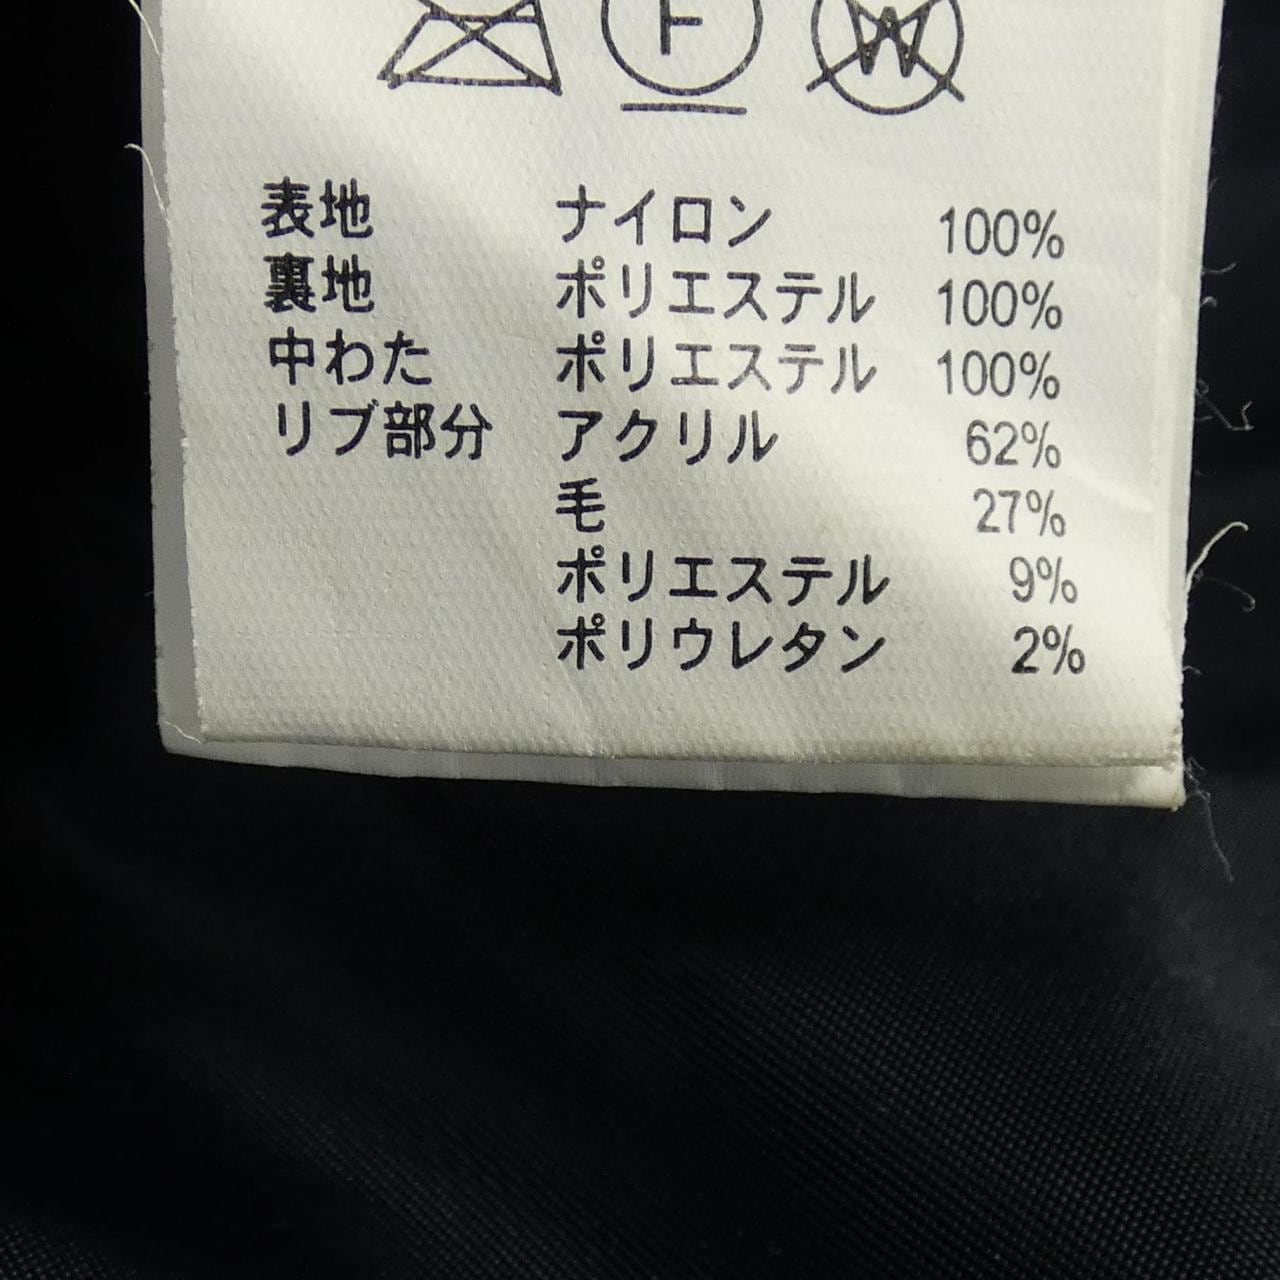 F W
表地 ナイロン 100%
裏地 ポリエステル 100%
中わた ポリエステル 100%
リブ部分 アクリル 62%
毛 27%
ポリエステル 9%
ポリウレタン 2%